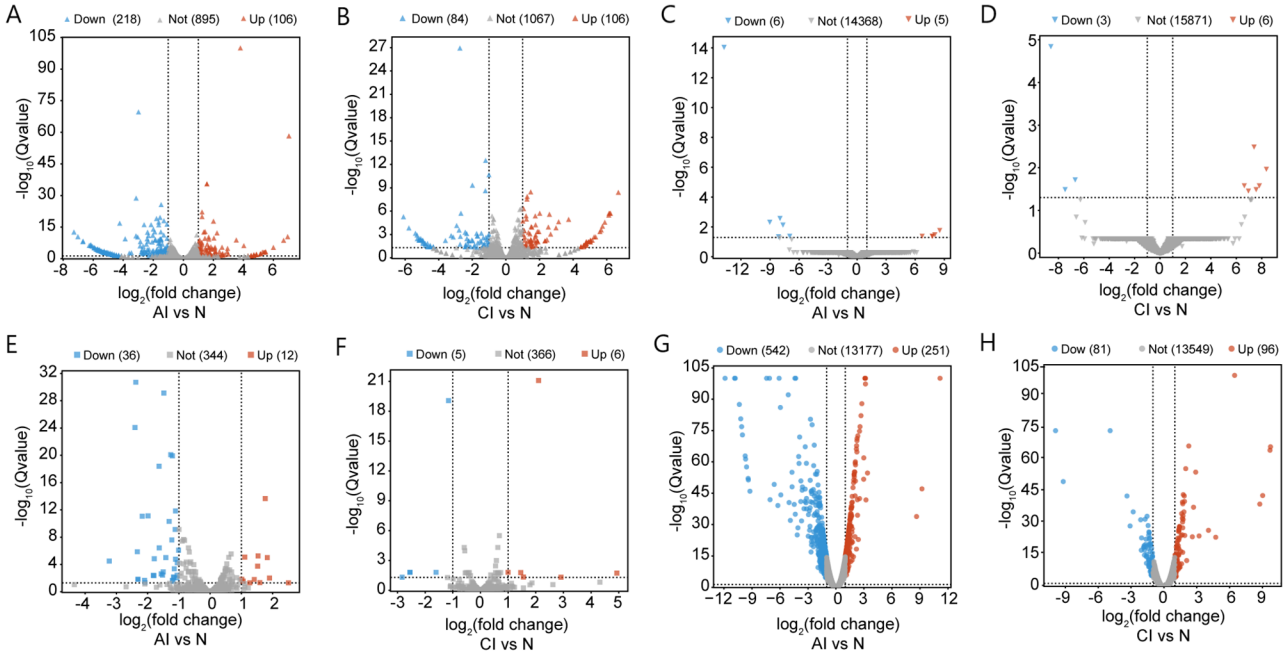 A
Down (218) Not (895) Up (106)
105
90
75
60
45
30
15
0
-log10(Qvalue)
-8 -6 -4 -2 0 2 4 6 8
log2(fold change)
AI vs N
B
Down (84) Not (1067) Up (106)
27
24
21
18
15
12
9
6
3
0
-log10(Qvalue)
-6 -4 -2 0 2 4 6
log2(fold change)
CI vs N
C
Down (6) Not (14368) Up (5)
14
12
10
8
6
4
2
0
-log10(Qvalue)
-12 -9 -6 -3 0 3 6 9
log2(fold change)
AI vs N
D
Down (3) Not (15871) Up (6)
5
4
3
2
1
0
-log10(Qvalue)
-8 -6 -4 -2 0 2 4 6 8
log2(fold change)
CI vs N
E
Down (36) Not (344) Up (12)
32
28
24
20
16
12
8
4
0
-log10(Qvalue)
-4 -3 -2 -1 0 1 2
log2(fold change)
AI vs N
F
Down (5) Not (366) Up (6)
21
18
15
12
9
6
3
0
-log10(Qvalue)
-3 -2 -1 0 1 2 3 4 5
log2(fold change)
CI vs N
G
Down (542) Not (13177) Up (251)
105
90
75
60
45
30
15
0
-log10(Qvalue)
-12 -9 -6 -3 0 3 6 9 12
log2(fold change)
AI vs N
H
Dow (81) Not (13549) Up (96)
105
90
75
60
45
30
15
0
-log10(Qvalue)
-9 -6 -3 0 3 6 9
log2(fold change)
CI vs N